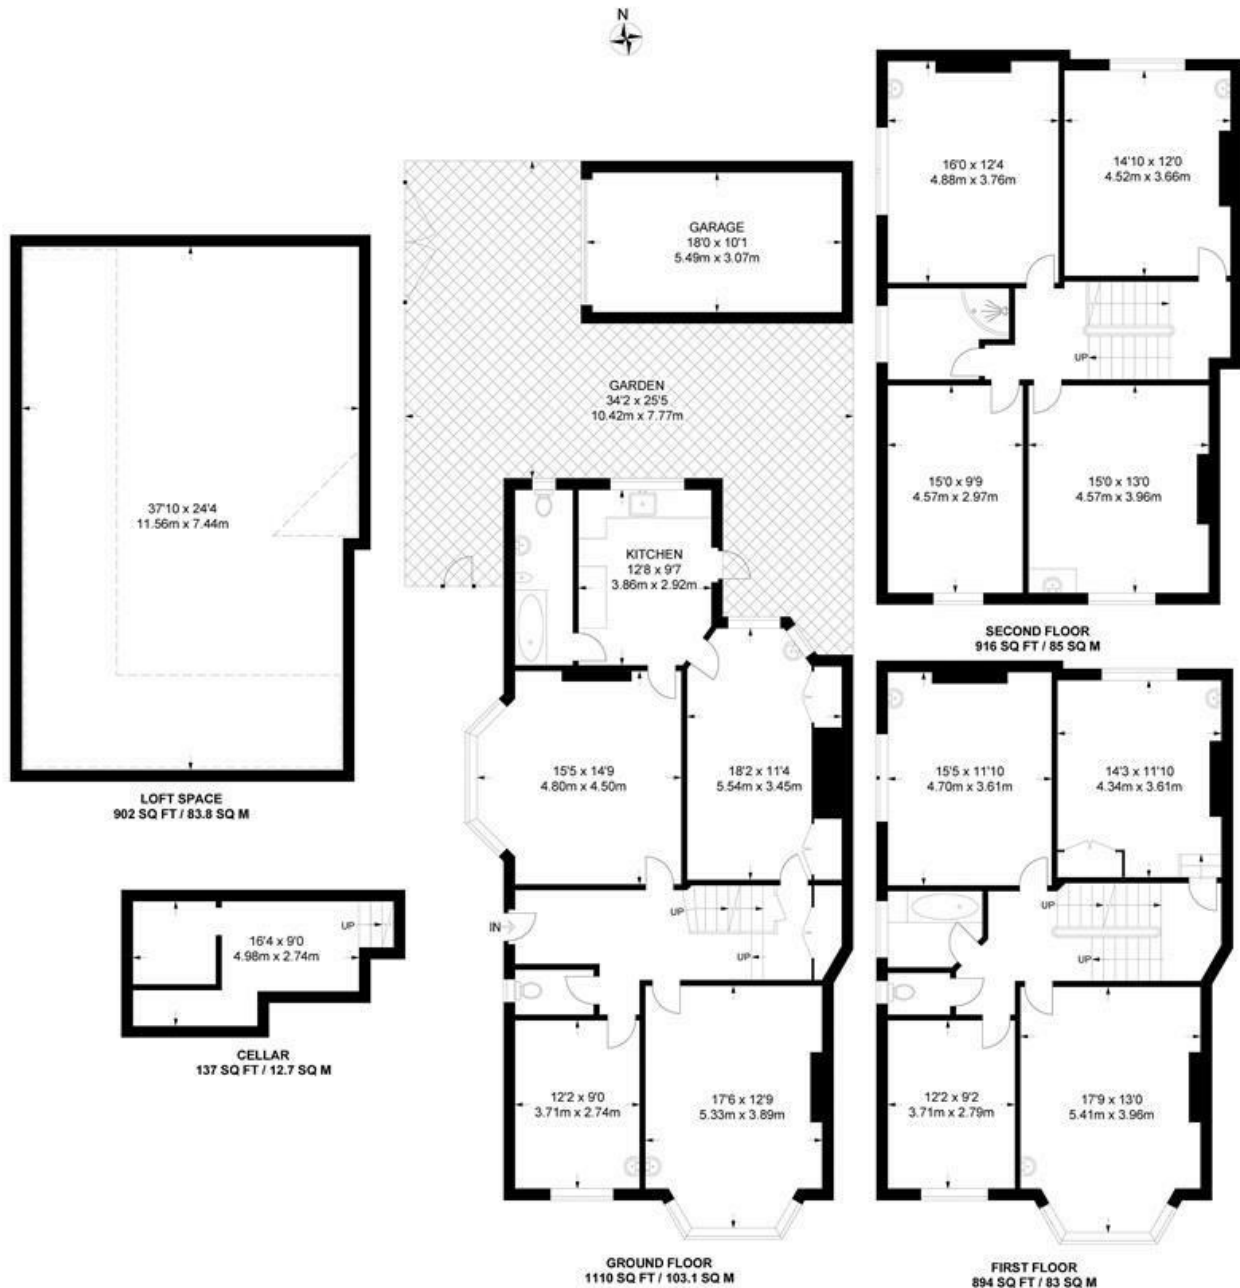 N
16'0 x 12'4
4.88m x 3.76m
14'10 x 12'0
4.52m x 3.66m
UP
15'0 x 9'9
4.57m x 2.97m
15'0 x 13'0
4.57m x 3.96m
SECOND FLOOR
916 SQ FT / 85 SQ M
GARAGE
18'0 x 10'1
5.49m x 3.07m
GARDEN
34'2 x 25'5
10.42m x 7.77m
37'10 x 24'4
11.56m x 7.44m
LOFT SPACE
902 SQ FT / 83.8 SQ M
KITCHEN
12'8 x 9'7
3.86m x 2.92m
15'5 x 14'9
4.80m x 4.50m
18'2 x 11'4
5.54m x 3.45m
IN
UP
UP
12'2 x 9'0
3.71m x 2.74m
17'6 x 12'9
5.33m x 3.89m
GROUND FLOOR
1110 SQ FT / 103.1 SQ M
UP
16'4 x 9'0
4.98m x 2.74m
CELLAR
137 SQ FT / 12.7 SQ M
15'5 x 11'10
4.70m x 3.61m
14'3 x 11'10
4.34m x 3.61m
UP
UP
12'2 x 9'2
3.71m x 2.79m
17'9 x 13'0
5.41m x 3.96m
FIRST FLOOR
894 SQ FT / 83 SQ M